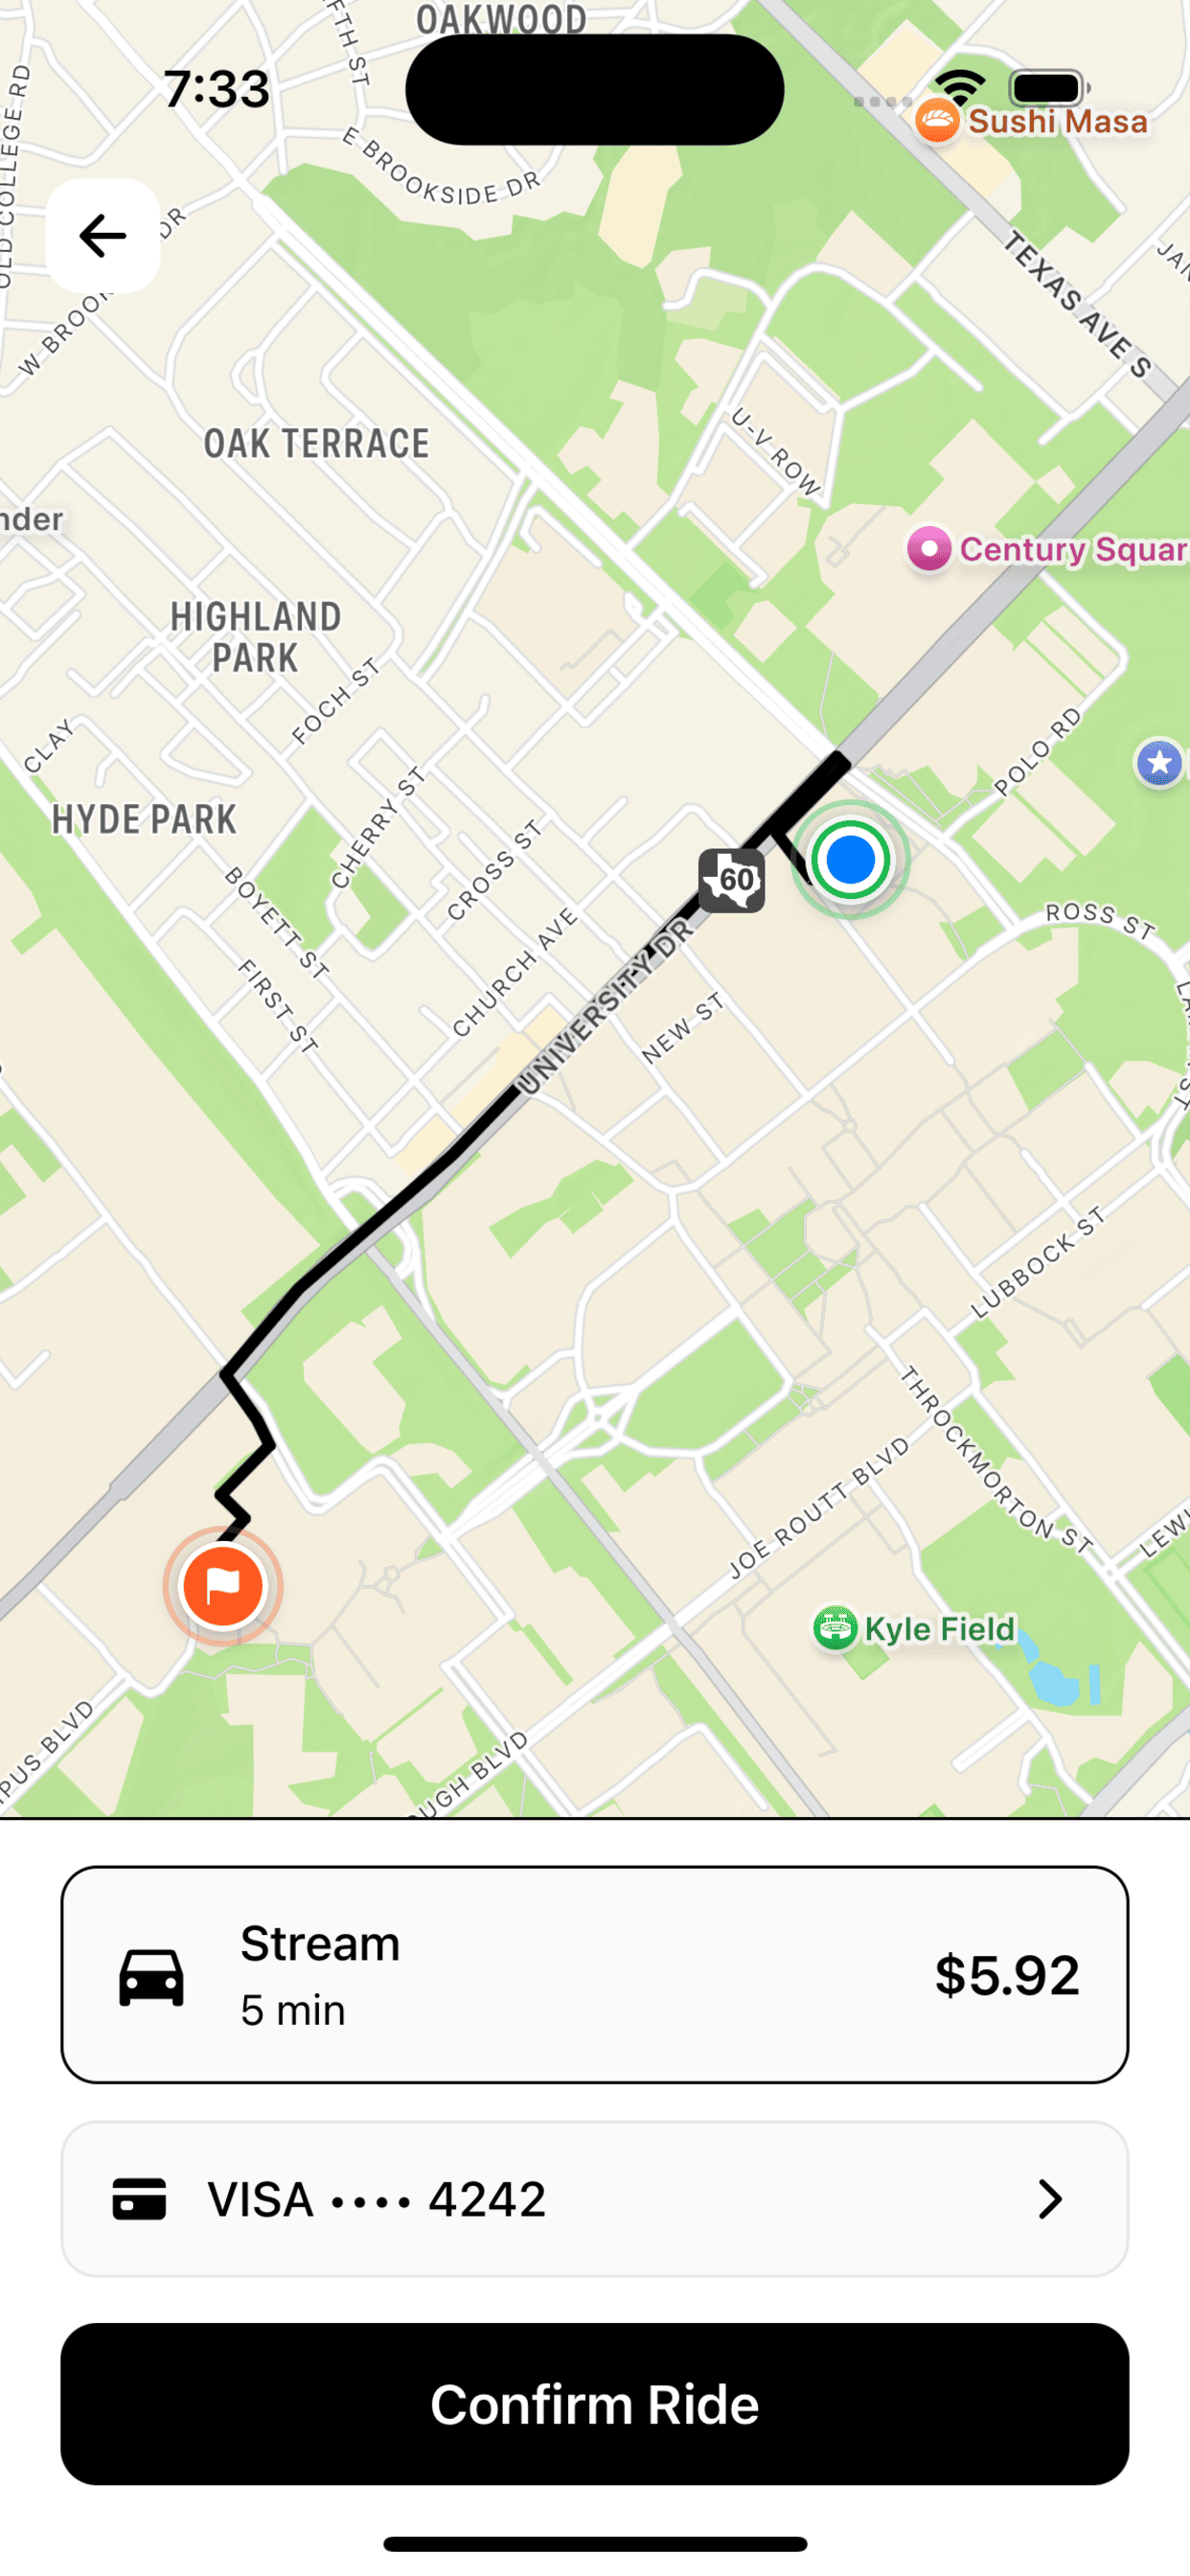 OAKWOOD
7:33
FTH ST
Sushi Masa
E BROOKSIDE DR
OLD COLLEGE RD
DR
W BROOK
TEXAS AVE S
JAN
OAK TERRACE
U-V ROW
nder
Century Squar
HIGHLAND
PARK
FOCH ST
CLAY
POLO RD
HYDE PARK
CHERRY ST
CROSS ST
60
BOYETT ST
ROSS ST
CHURCH AVE
UNIVERSITY DR
FIRST ST
NEW ST
LUBBOCK ST
THROCKMORTON ST
JOE ROUTT BLVD
LEWI
Kyle Field
PUS BLVD
OUGH BLVD
Stream
5 min
$5.92
VISA •••• 4242
Confirm Ride